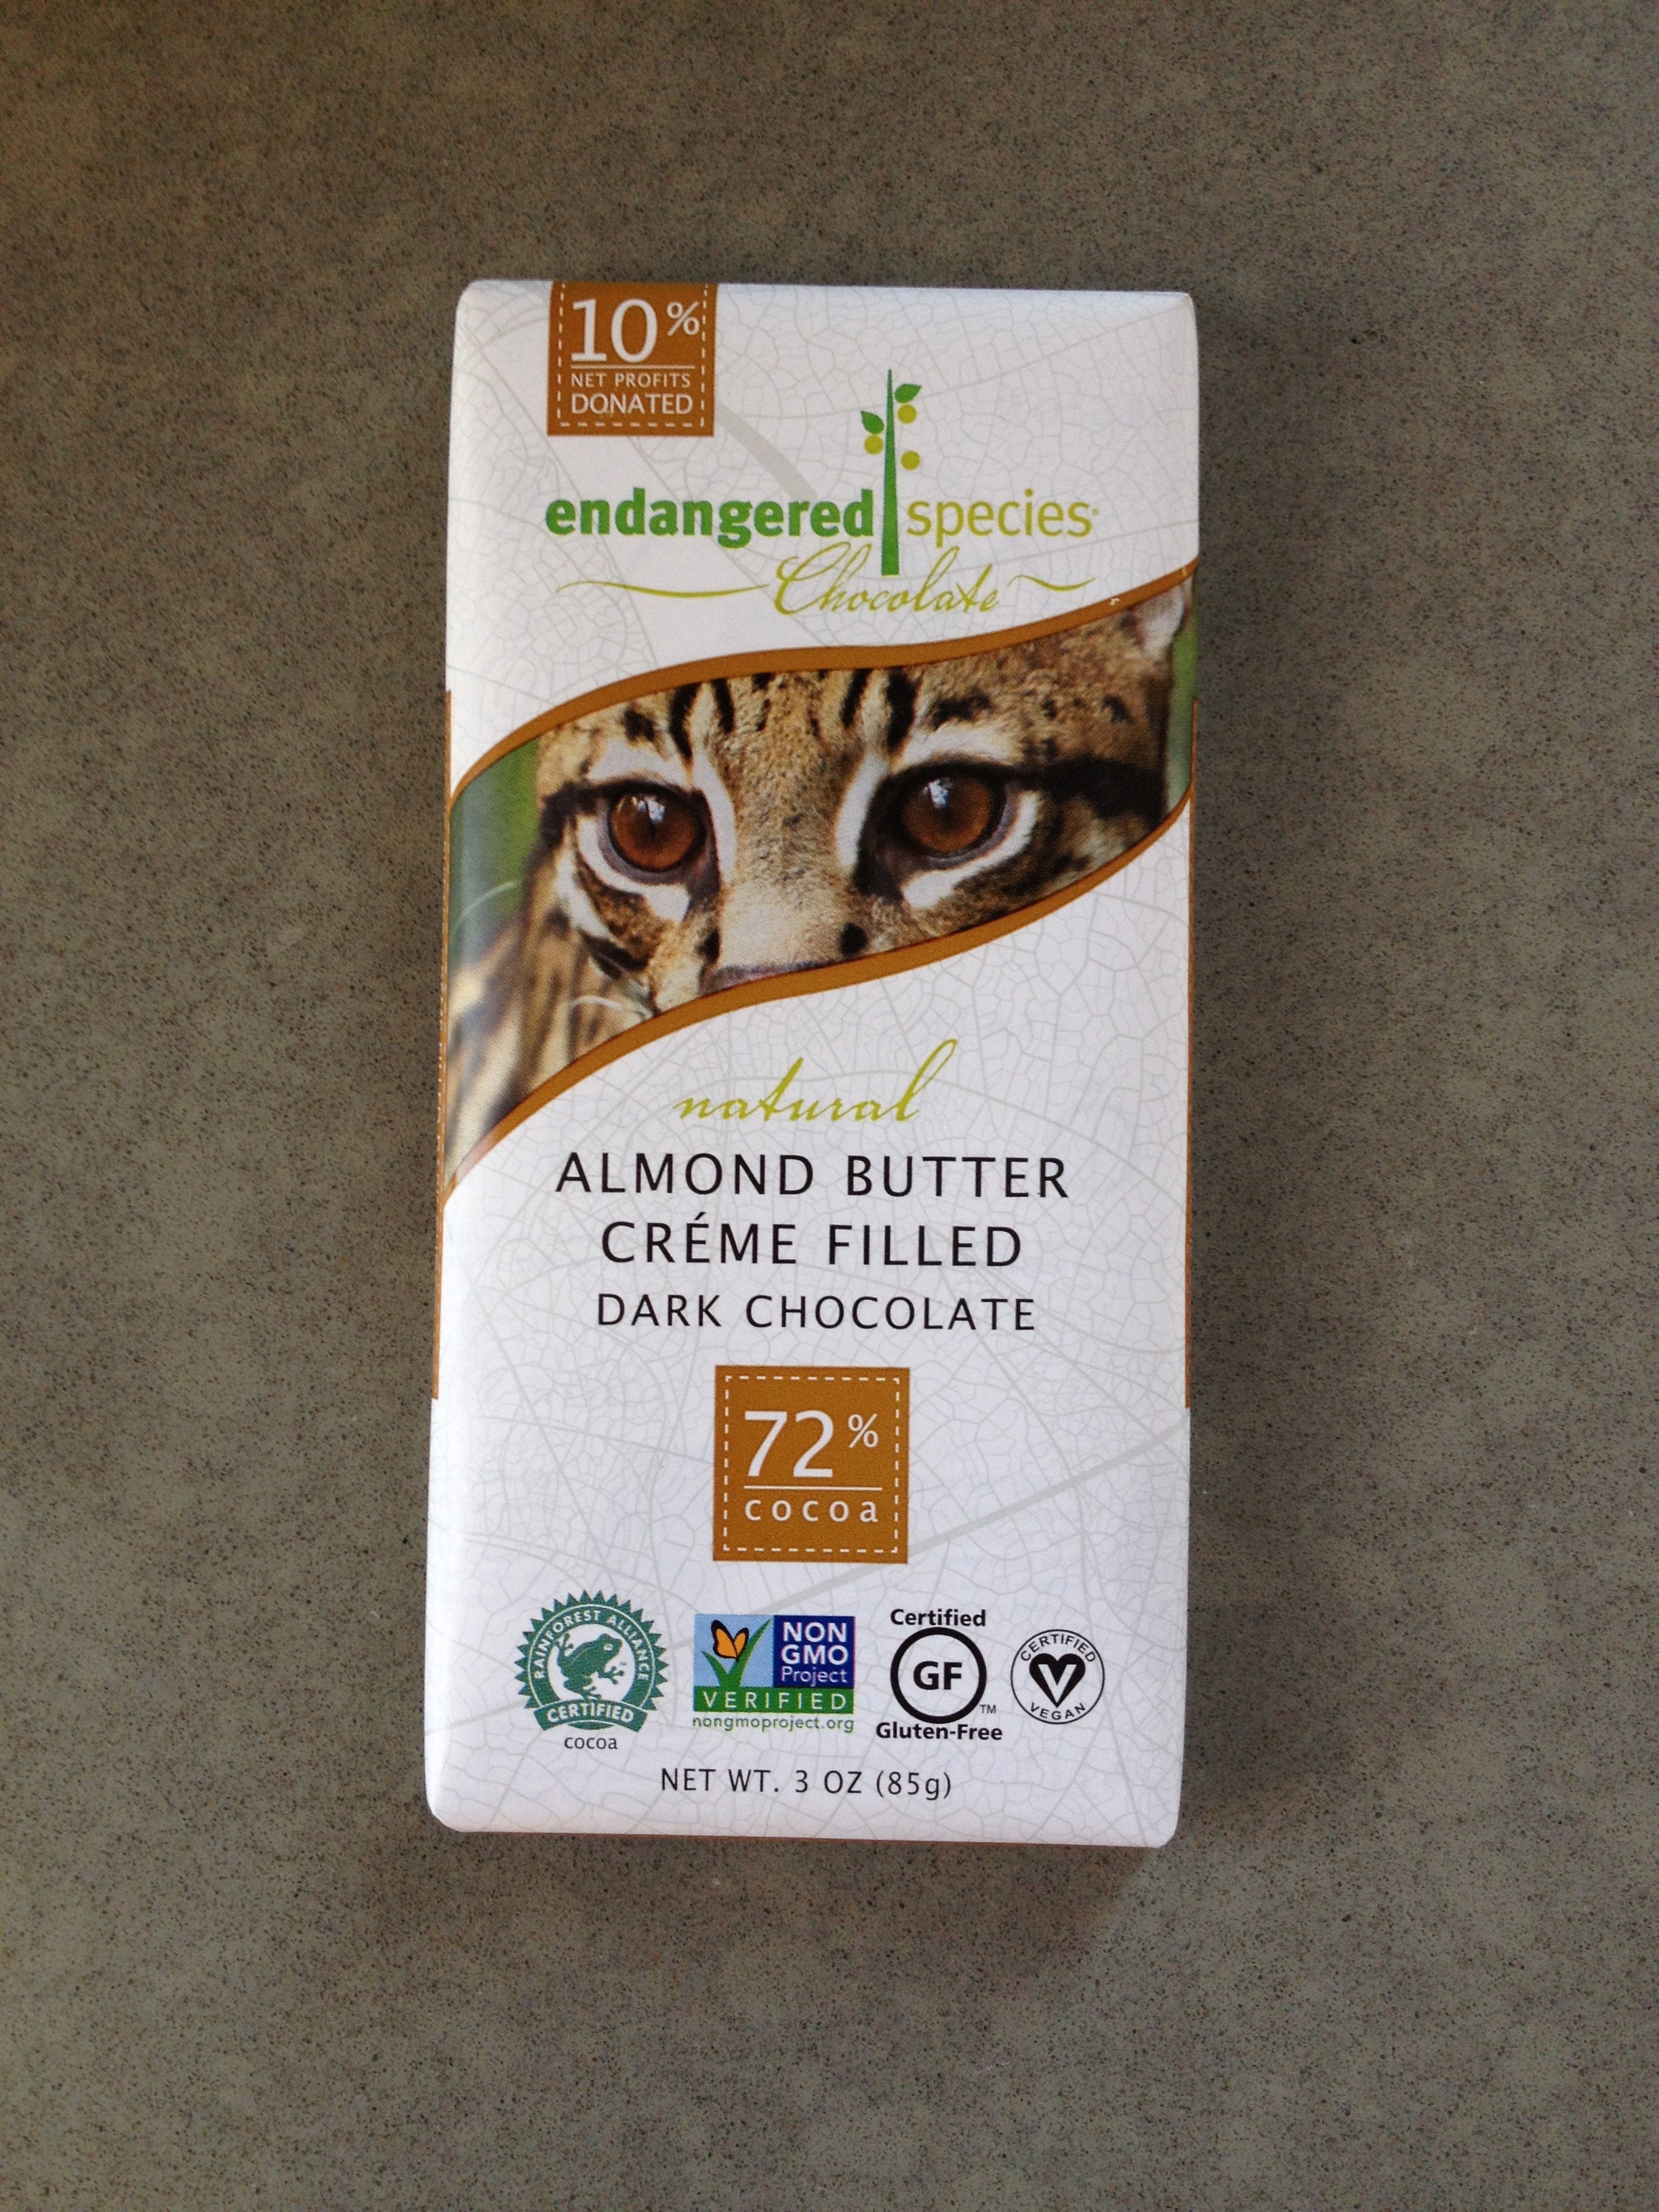 10%
NET PROFITS
DONATED
endangered species
Chocolate
natural
ALMOND BUTTER
CRÉME FILLED
DARK CHOCOLATE
72%
cocoa
RAINFOREST ALLIANCE
CERTIFIED
cocoa
NON
GMO
Project
VERIFIED
nongmoproject.org
Certified
GF
TM
Gluten-Free
CERTIFIED
V
VEGAN
NET WT. 3 OZ (85g)